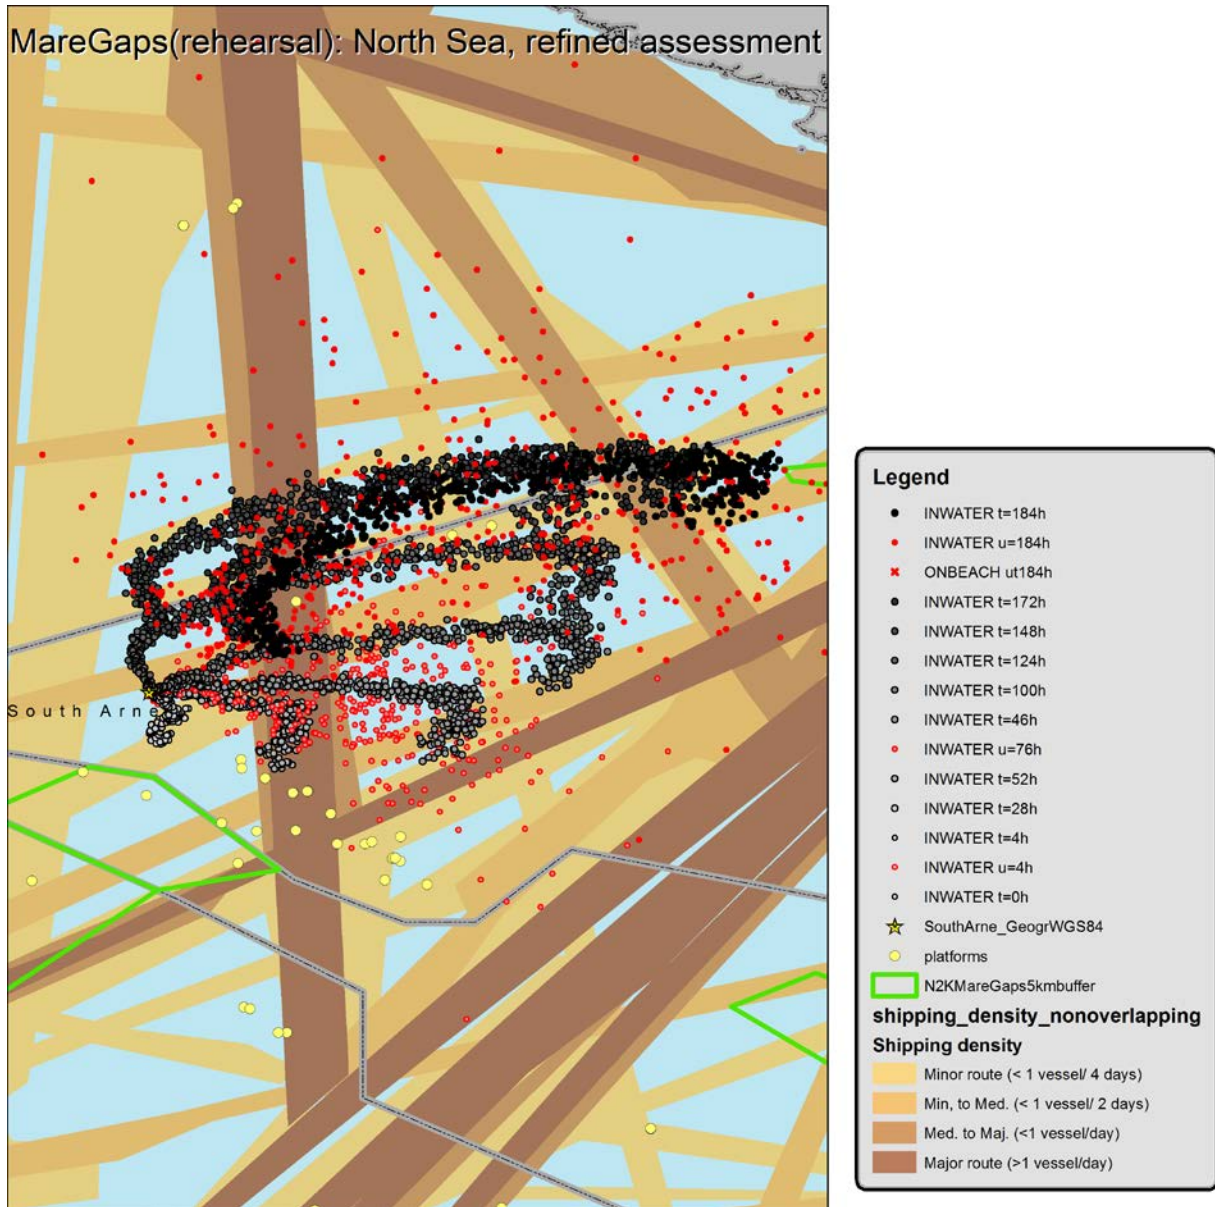 MareGaps(rehearsal): North Sea, refined assessment
South Arne
Legend
INWATER t=184h
INWATER u=184h
ONBEACH ut184h
INWATER t=172h
INWATER t=148h
INWATER t=124h
INWATER t=100h
INWATER t=46h
INWATER u=76h
INWATER t=52h
INWATER t=28h
INWATER t=4h
INWATER u=4h
INWATER t=0h
SouthArne_GeogrWGS84
platforms
N2KMareGaps5kmbuffer
shipping_density_nonoverlapping
Shipping density
Minor route (< 1 vessel/ 4 days)
Min, to Med. (< 1 vessel/ 2 days)
Med. to Maj. (<1 vessel/day)
Major route (>1 vessel/day)